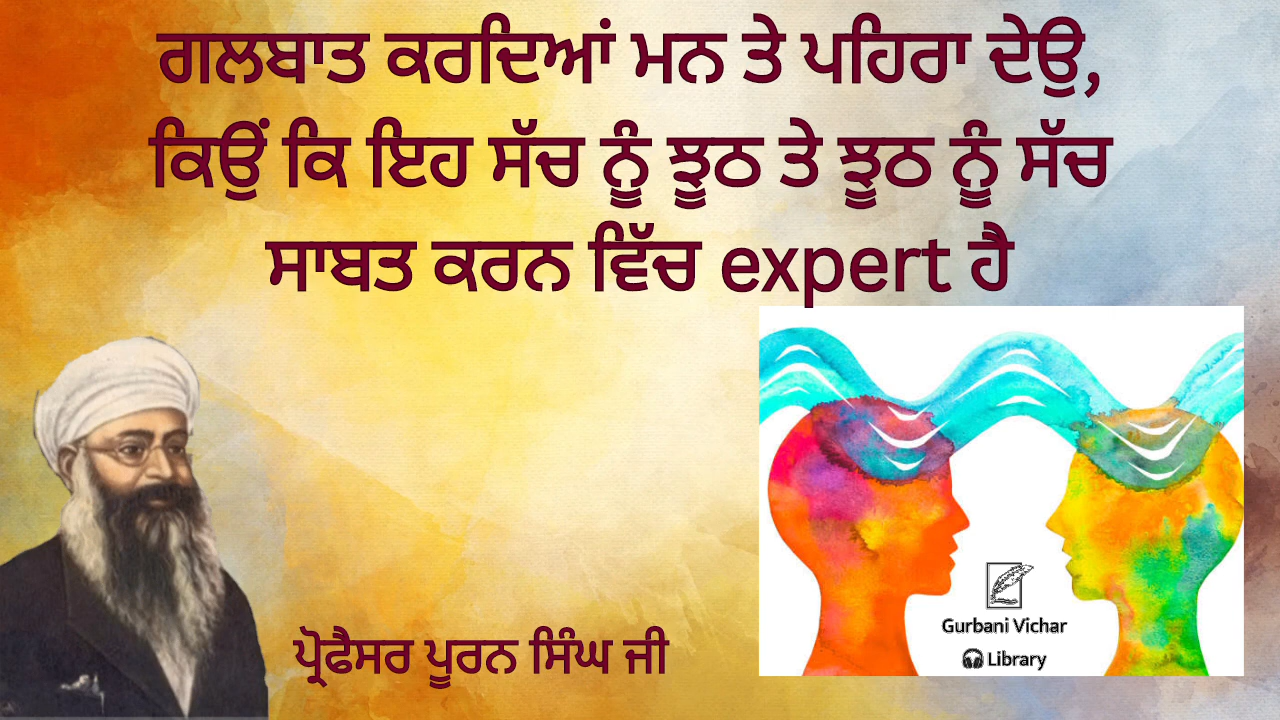 ਗਲਬਾਤ ਕਰਦਿਆਂ ਮਨ ਤੇ ਪਹਿਰਾ ਦੇਉ,
ਕਿਉਂ ਕਿ ਇਹ ਸੱਚ ਨੂੰ ਝੂਠ ਤੇ ਝੂਠ ਨੂੰ ਸੱਚ
ਸਾਬਤ ਕਰਨ ਵਿੱਚ expert ਹੈ
ਪ੍ਰੋਫੈਸਰ ਪੂਰਨ ਸਿੰਘ ਜੀ
Gurbani Vichar
Library